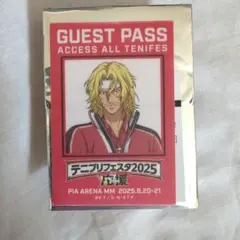 GUEST PASS
ACCESS ALL TENIFES
テニプリフェスタ2025
PIA ARENA MM 2025.9.20-21